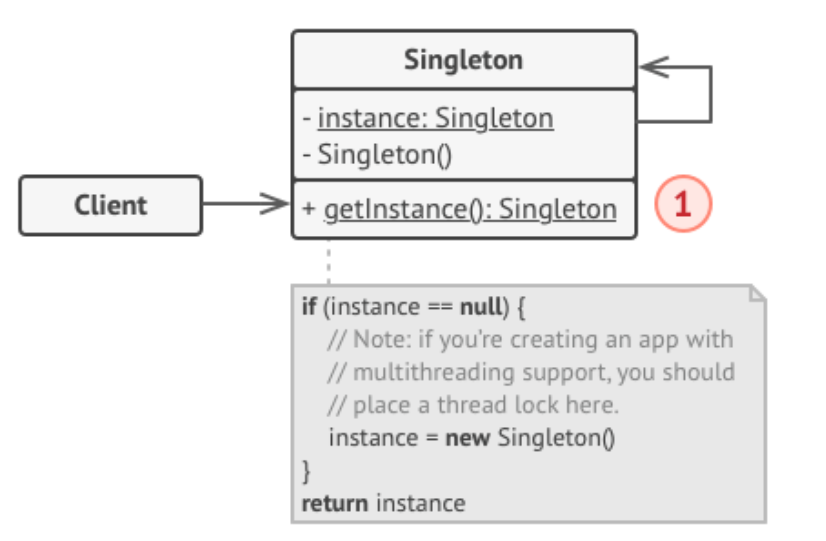 Singleton
- instance: Singleton
- Singleton()
Client
+ getInstance(): Singleton
1
if (instance == null) {
// Note: if you're creating an app with
// multithreading support, you should
// place a thread lock here.
instance = new Singleton()
}
return instance